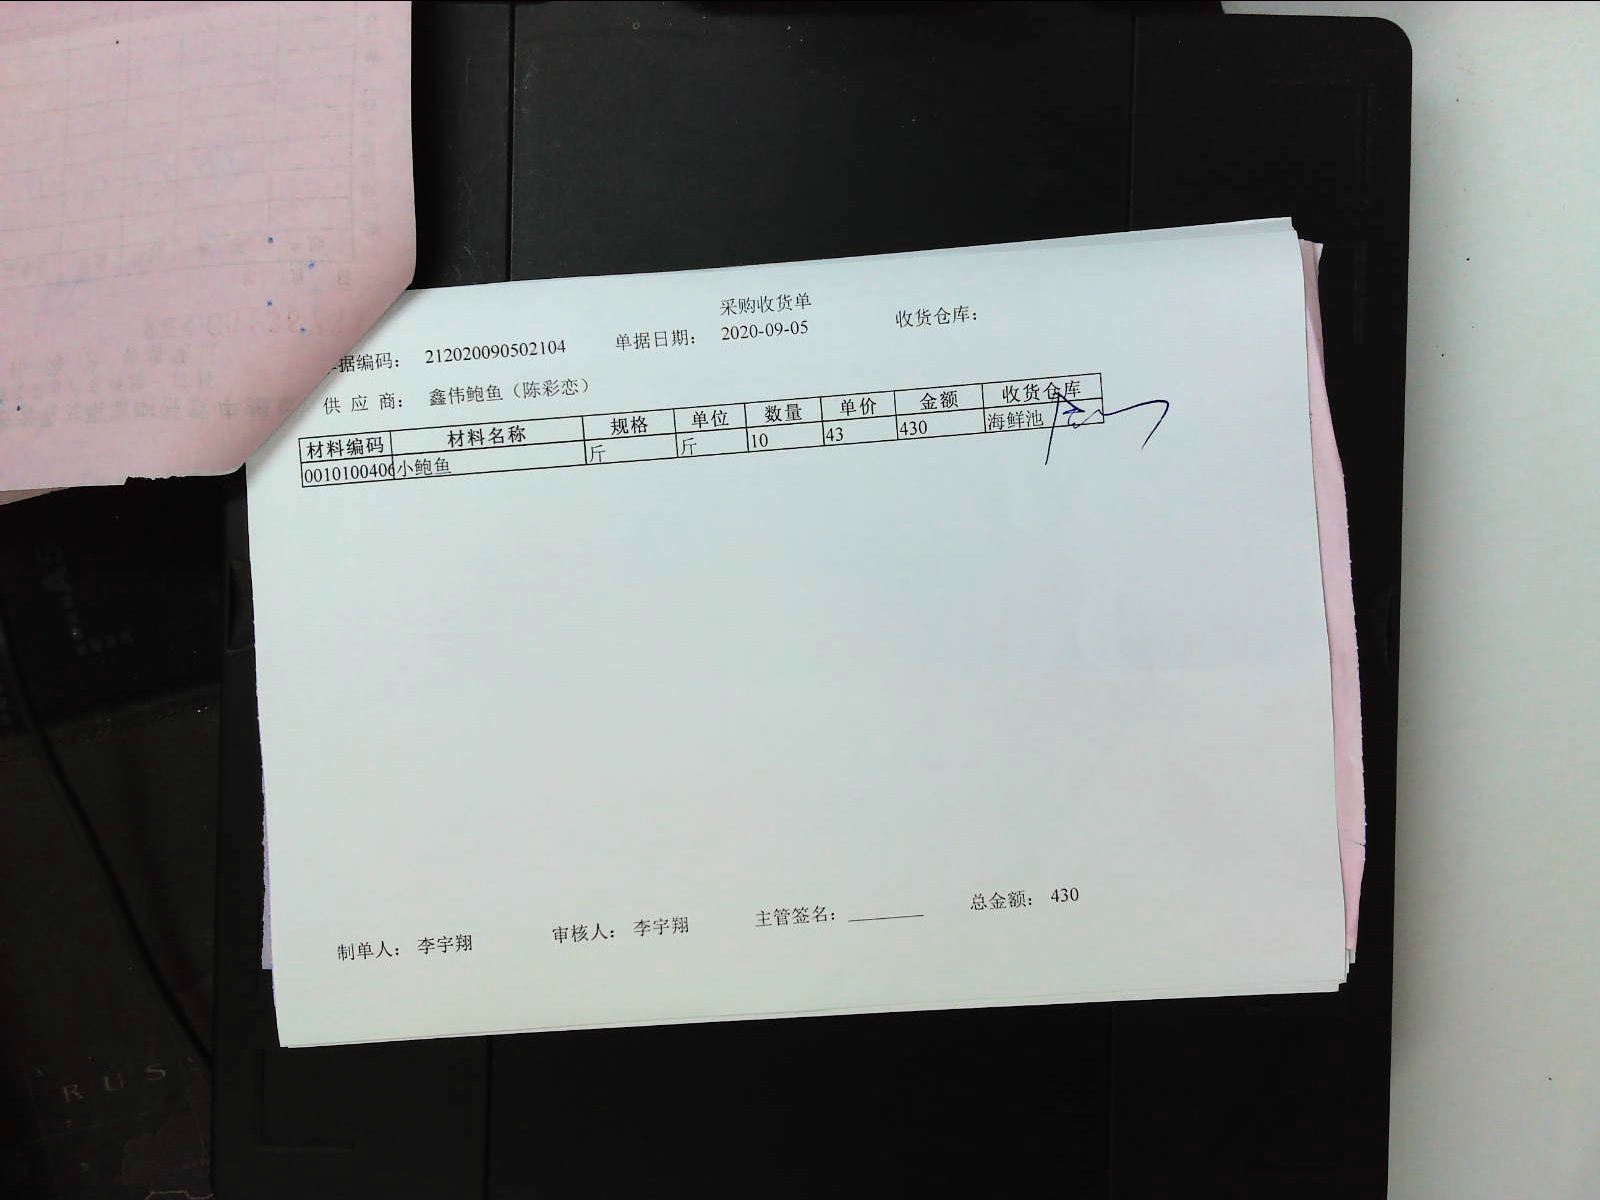 采购收货单
据编码： 212020090502104 单据日期： 2020-09-05 收货仓库：
供 应 商： 鑫伟鲍鱼（陈彩恋）
材料编码 材料名称 规格 单位 数量 单价 金额 收货仓库
0010100406 小鲍鱼 斤 斤 10 43 430 海鲜池
制单人： 李宇翔 审核人： 李宇翔 主管签名： 总金额： 430
R U S